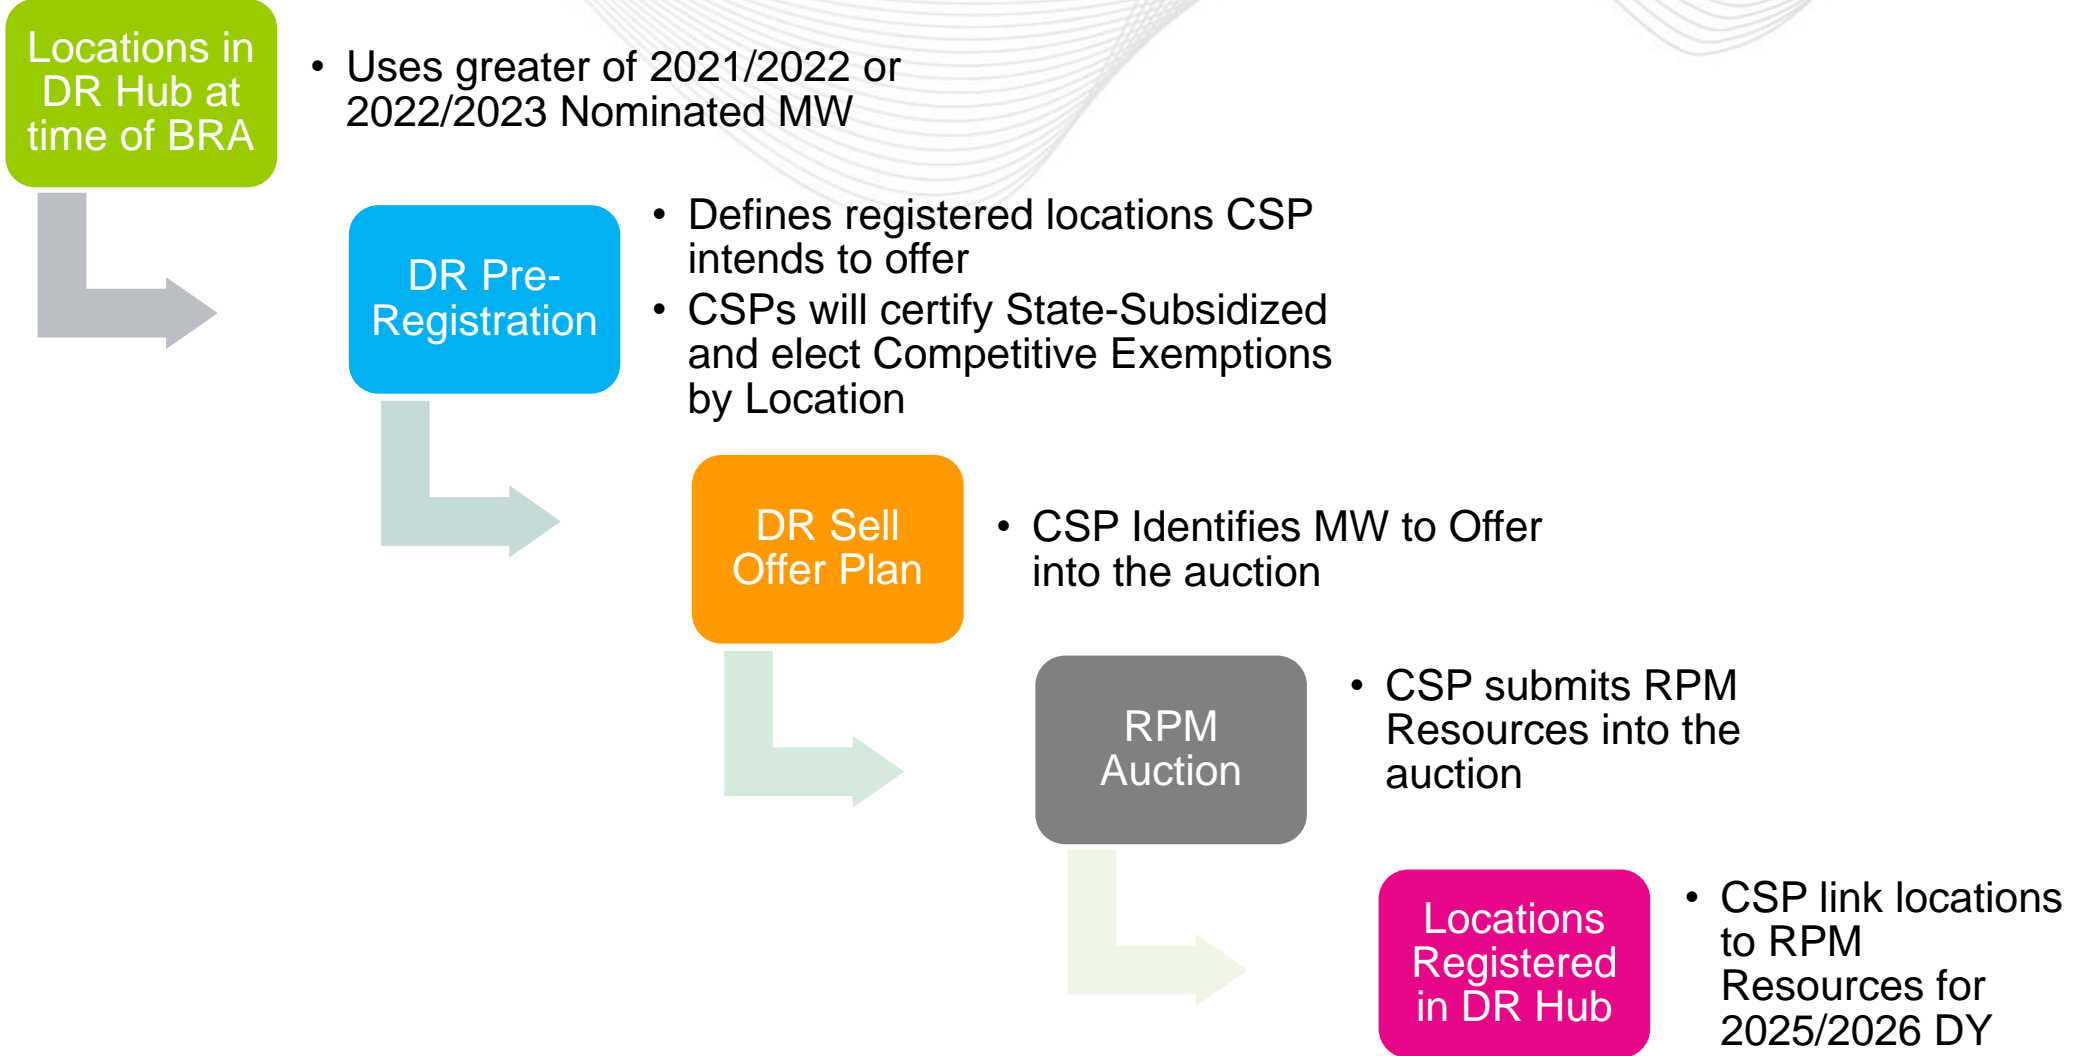 Locations in
DR Hub at
time of BRA
• Uses greater of 2021/2022 or
2022/2023 Nominated MW
DR Pre-
Registration
• Defines registered locations CSP
intends to offer
• CSPs will certify State-Subsidized
and elect Competitive Exemptions
by Location
DR Sell
Offer Plan
• CSP Identifies MW to Offer
into the auction
RPM
Auction
• CSP submits RPM
Resources into the
auction
Locations
Registered
in DR Hub
• CSP link locations
to RPM
Resources for
2025/2026 DY